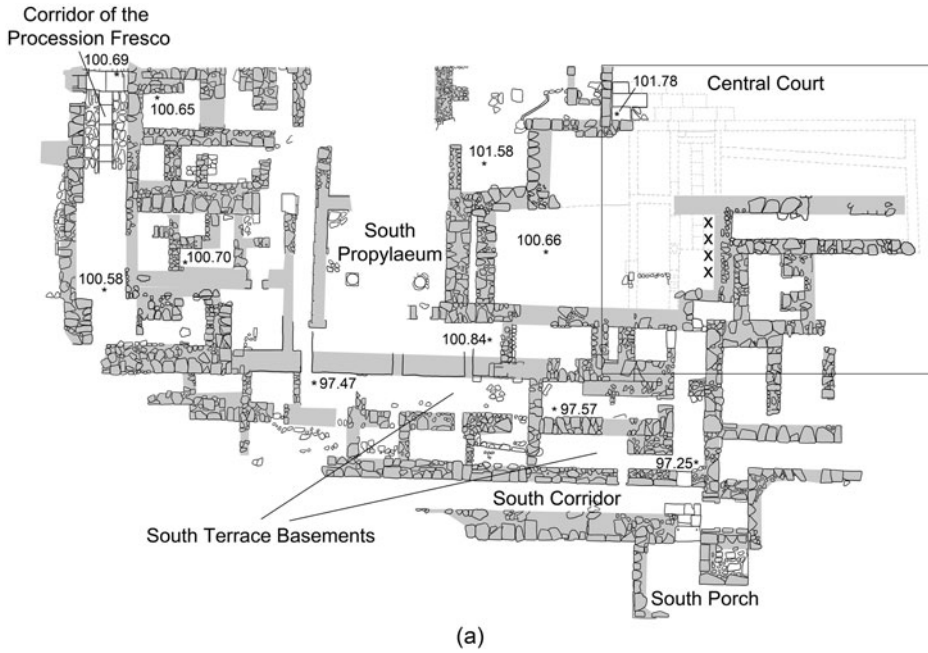 Corridor of the
Procession Fresco
100.69
100.65
101.78
Central Court
101.58
South
Propylaeum
100.66
X
X
X
X
100.70
100.58
100.84
97.47
97.57
97.25
South Corridor
South Terrace Basements
South Porch
(a)